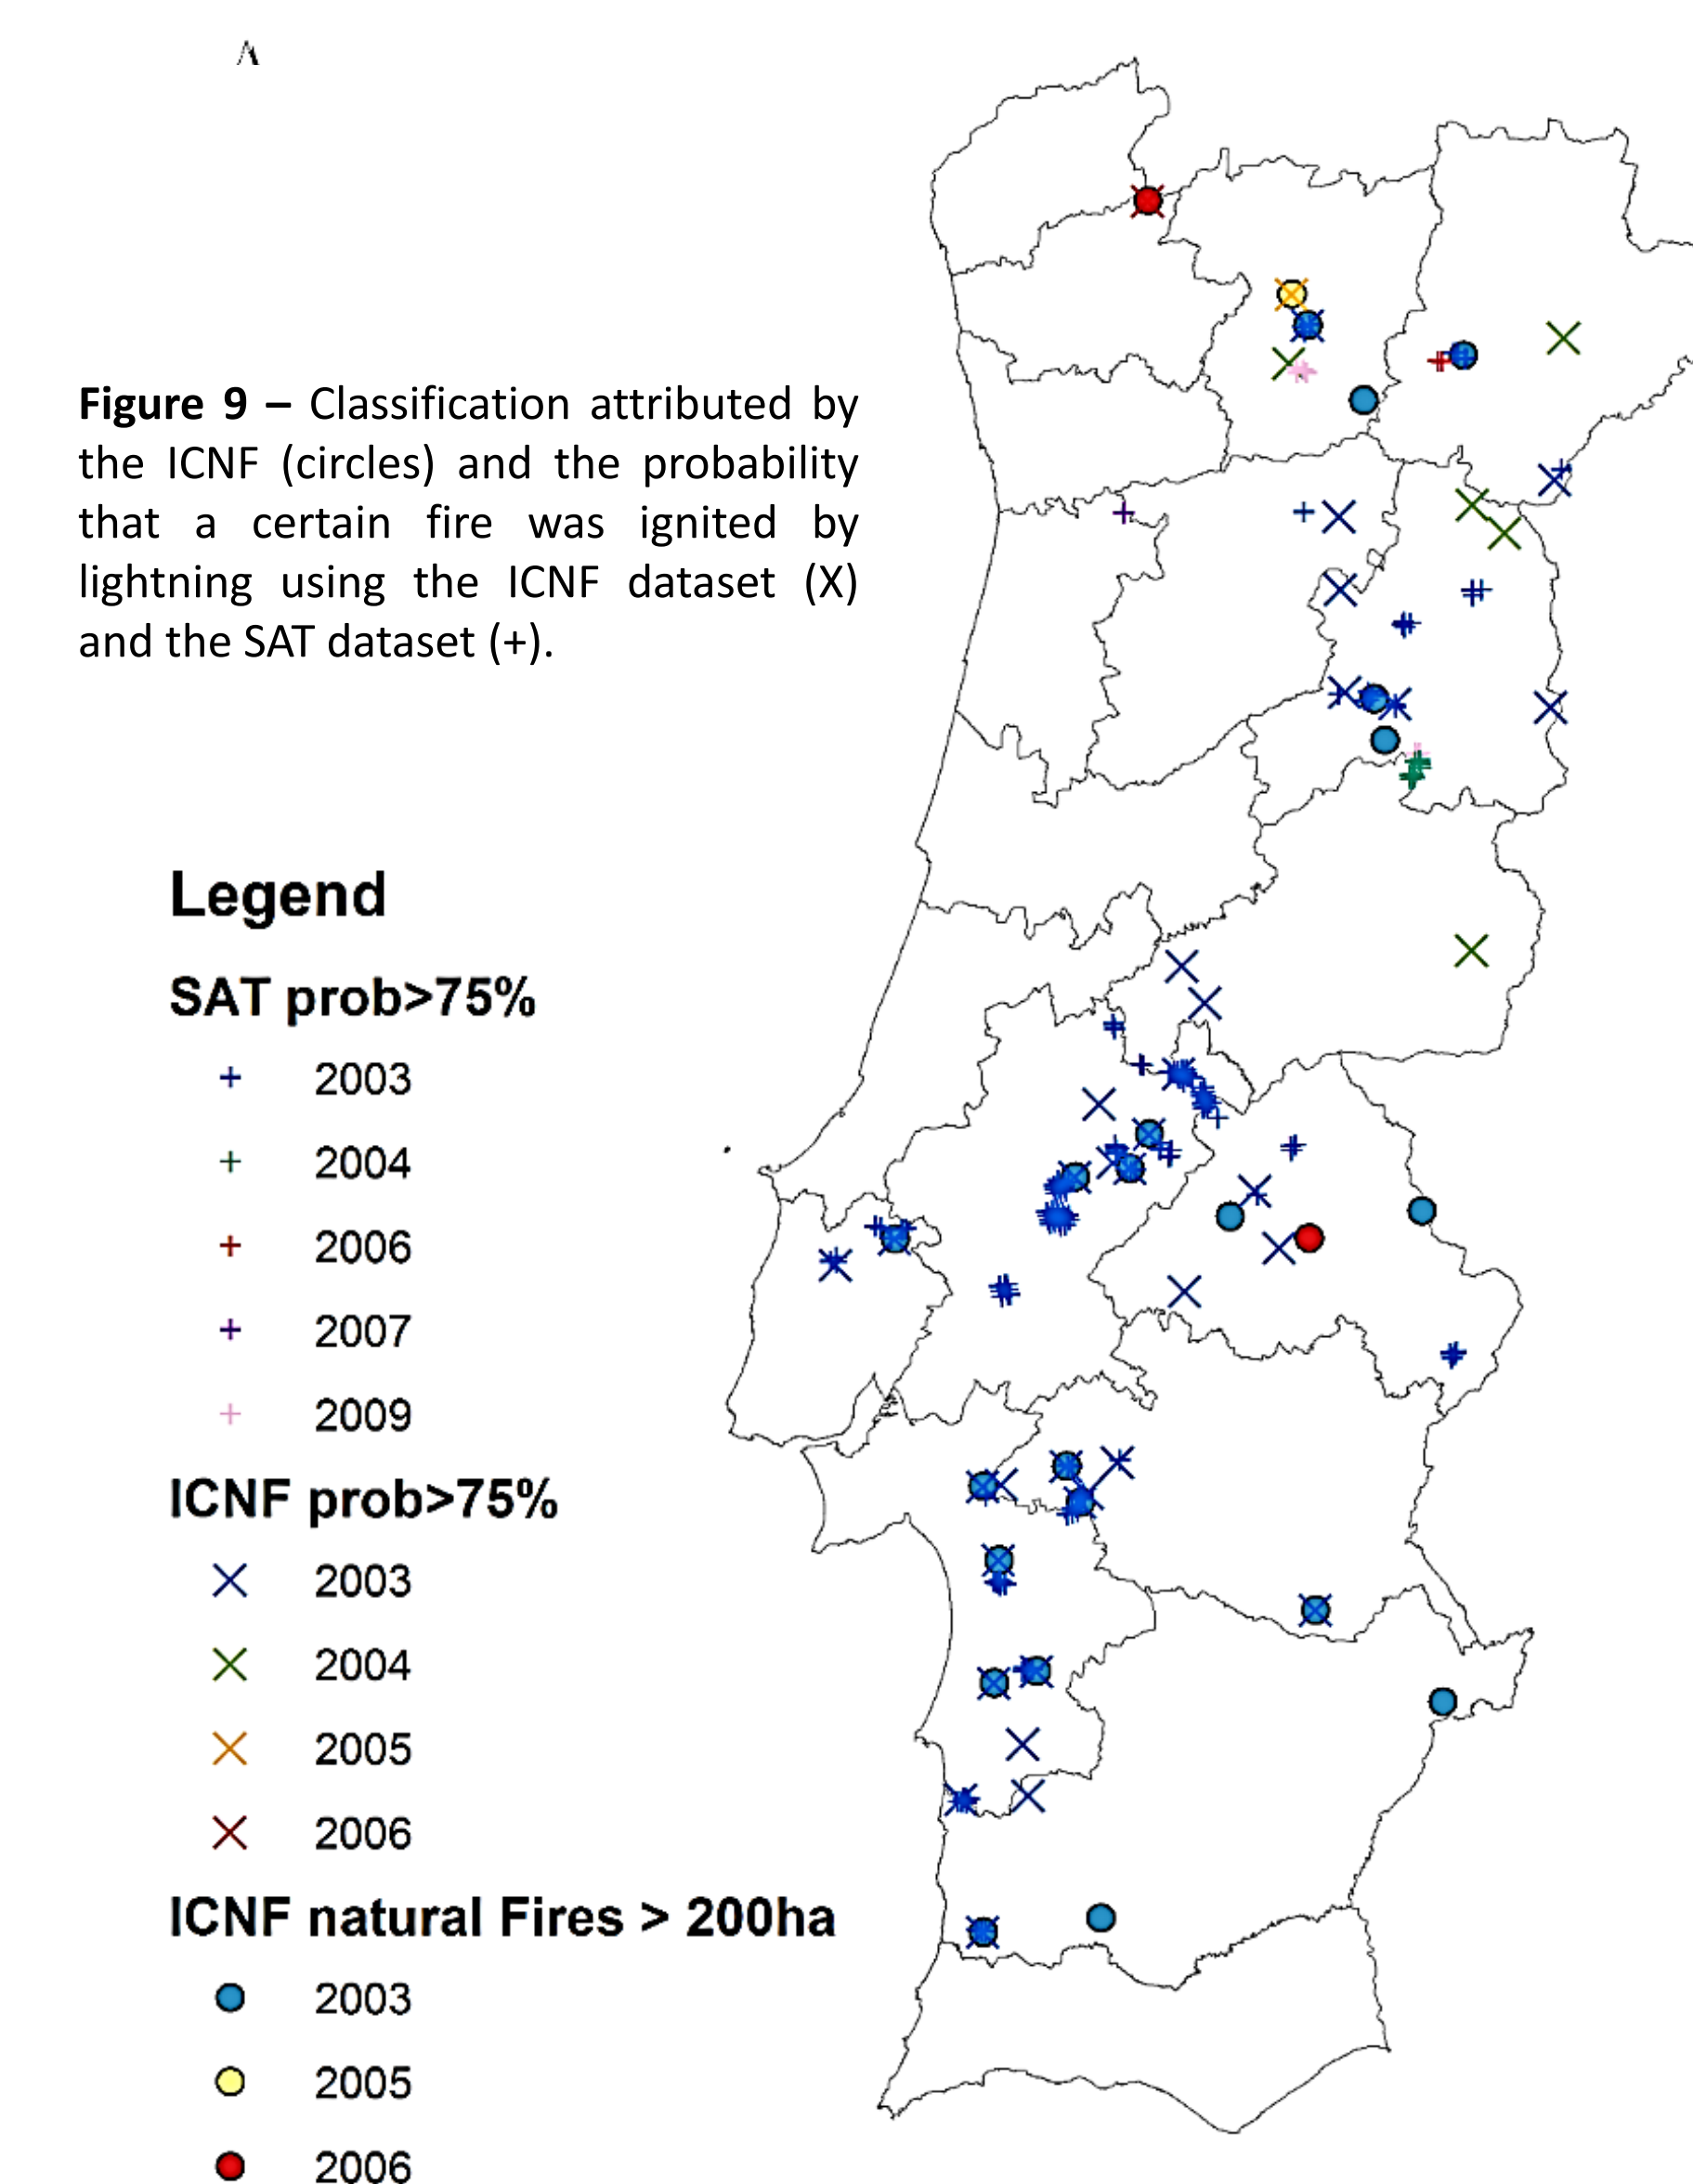 Figure 9 – Classification attributed by
the ICNF (circles) and the probability
that a certain fire was ignited by
lightning using the ICNF dataset (X)
and the SAT dataset (+).
Legend
SAT prob>75%
2003
2004
2006
2007
2009
ICNF prob>75%
2003
2004
2005
2006
ICNF natural Fires > 200ha
2003
2005
2006